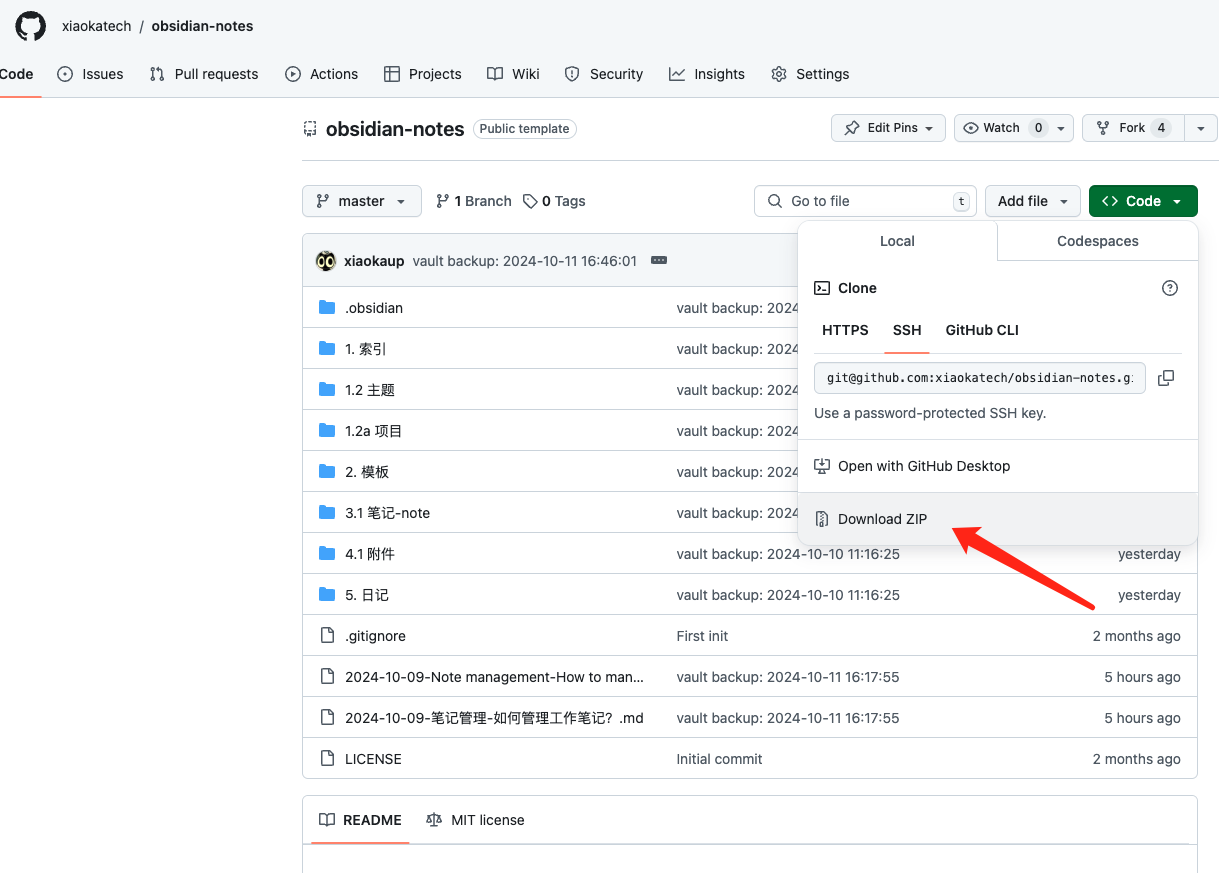 xiaokatech / obsidian-notes
Code Issues Pull requests Actions Projects Wiki Security Insights Settings
obsidian-notes Public template Edit Pins Watch 0 Fork 4
master 1 Branch 0 Tags Go to file t Add file Code
Local Codespaces
xiaokaup vault backup: 2024-10-11 16:46:01
Clone
.obsidian vault backup: 2024
HTTPS SSH GitHub CLI
1. 索引 vault backup: 2024
git@github.com:xiaokatech/obsidian-notes.gi
1.2 主题 vault backup: 2024
Use a password-protected SSH key.
1.2a 项目 vault backup: 2024
Open with GitHub Desktop
2. 模板 vault backup: 2024
3.1 笔记-note vault backup: 2024
Download ZIP
4.1 附件 vault backup: 2024-10-10 11:16:25 yesterday
5. 日记 vault backup: 2024-10-10 11:16:25 yesterday
.gitignore First init 2 months ago
2024-10-09-Note management-How to man... vault backup: 2024-10-11 16:17:55 5 hours ago
2024-10-09-笔记管理-如何管理工作笔记？.md vault backup: 2024-10-11 16:17:55 5 hours ago
LICENSE Initial commit 2 months ago
README MIT license